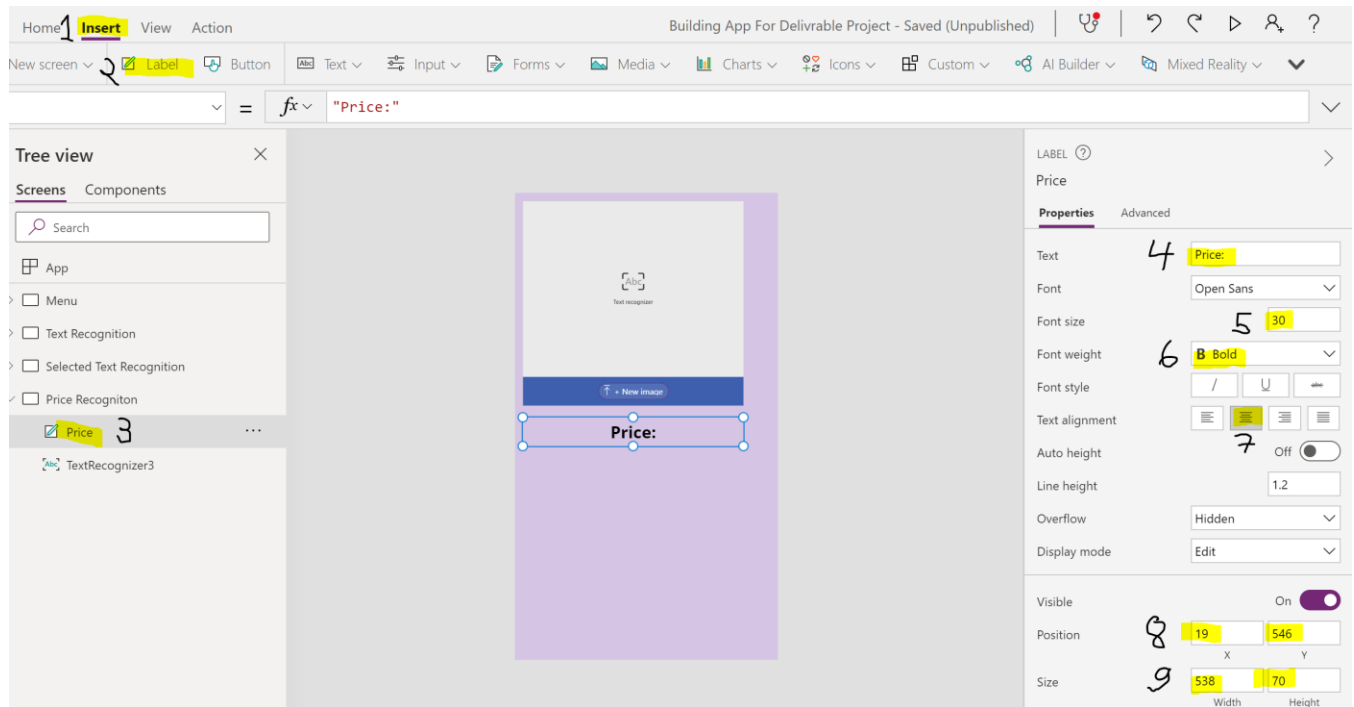 Home 1 Insert View Action
Building App For Delivrable Project - Saved (Unpublished)
?
New screen 2 Label Button Abc Text Input Forms Media Charts Icons Custom AI Builder Mixed Reality
= fx "Price:"
Tree view
Screens Components
Search
App
Menu
Text Recognition
Selected Text Recognition
Price Recogniton
Price 3 ...
Abc TextRecognizer3
Abc
Text recognizer
+ New image
Price:
LABEL ?
Price
Properties Advanced
Text 4 Price:
Font Open Sans
Font size 5 30
Font weight 6 B Bold
Font style / U abc
Text alignment 7
Auto height Off
Line height 1.2
Overflow Hidden
Display mode Edit
Visible On
Position 8 19 546
X Y
Size 9 538 70
Width Height